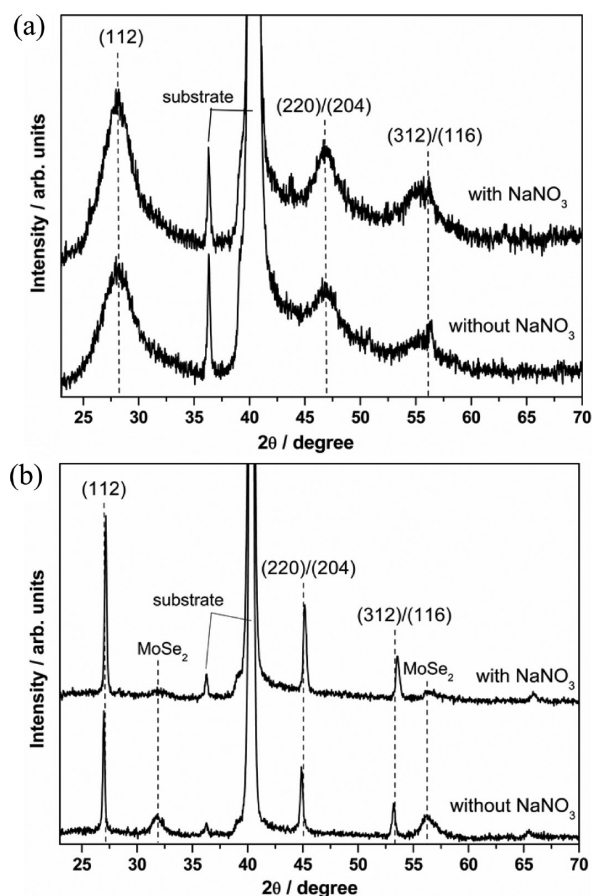 (a)
(112)
substrate
(220)/(204)
(312)/(116)
with NaNO₃
without NaNO₃
Intensity / arb. units
25 30 35 40 45 50 55 60 65 70
2θ / degree
(b)
(112)
substrate
(220)/(204)
(312)/(116)
MoSe₂
MoSe₂
with NaNO₃
without NaNO₃
Intensity / arb. units
25 30 35 40 45 50 55 60 65 70
2θ / degree